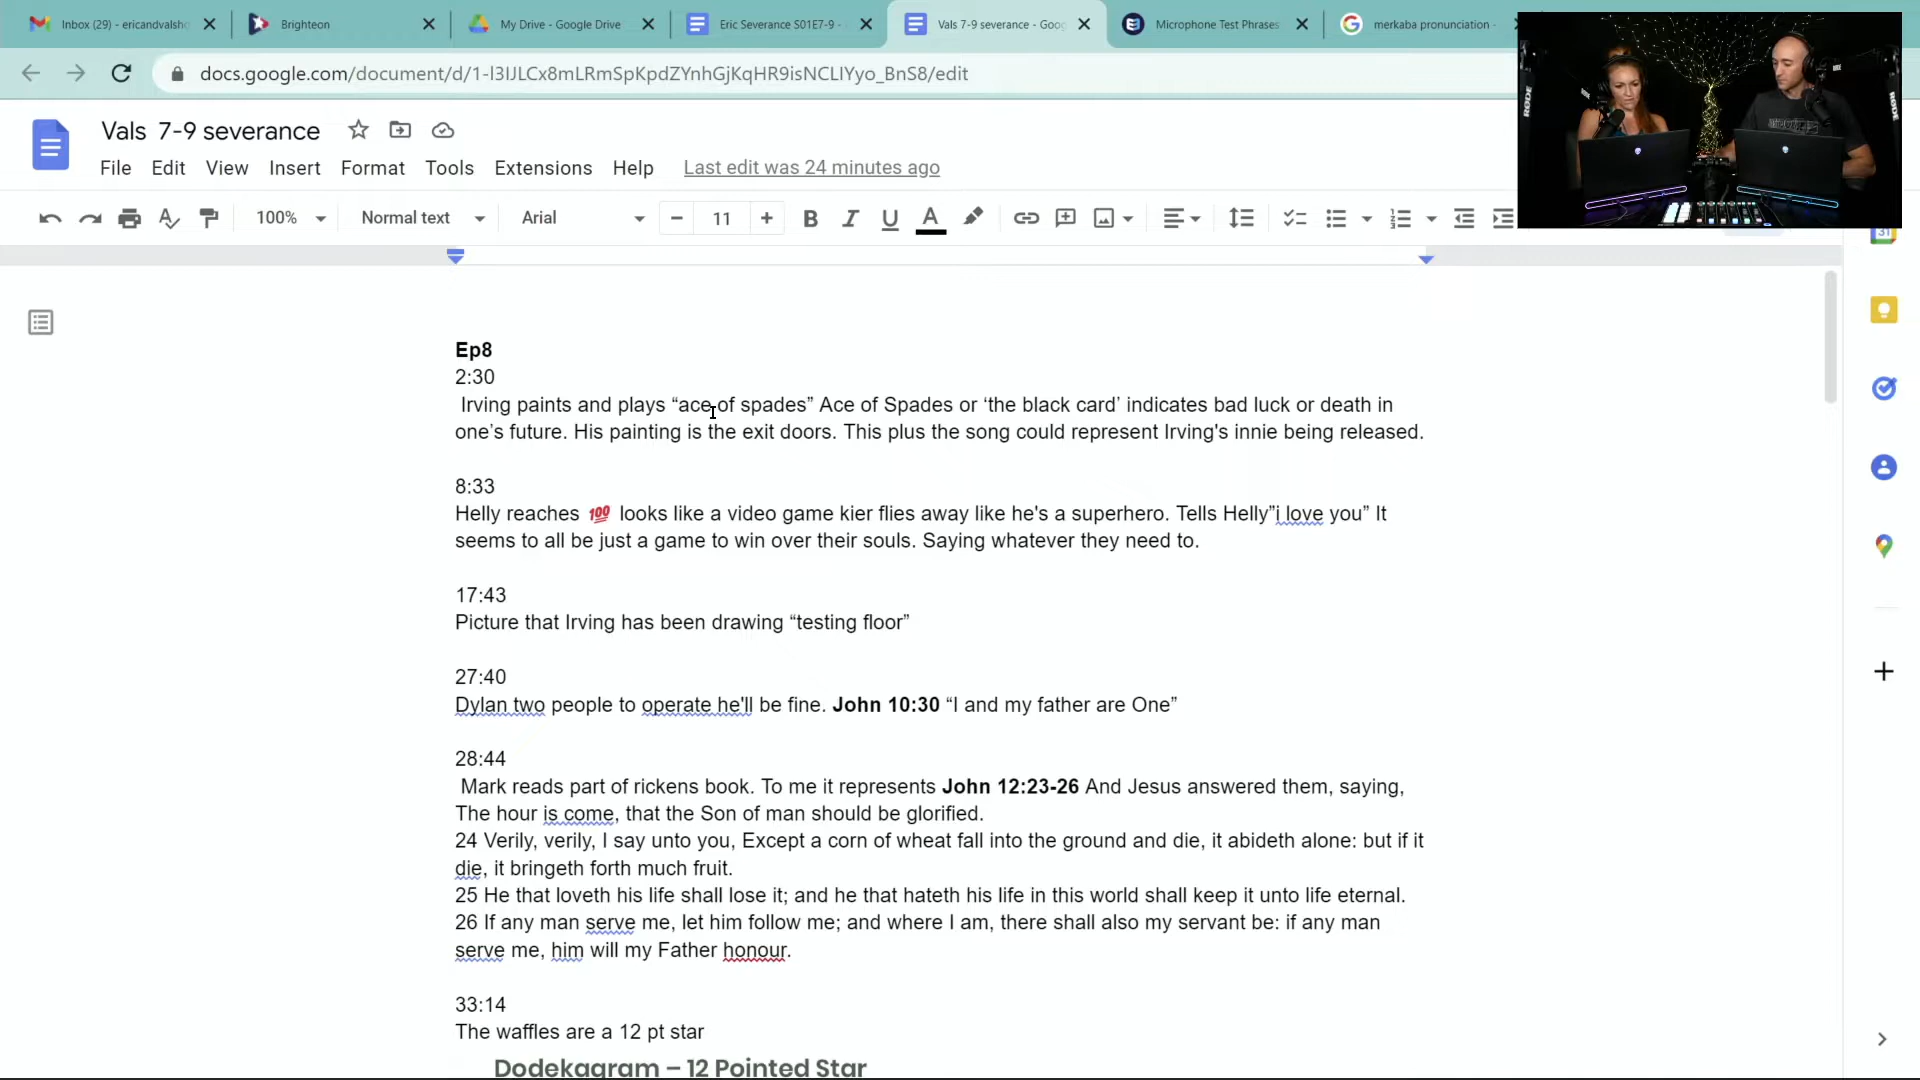 Inbox (29) - ericandvalsh
Brighteon
My Drive - Google Drive
Eric Severance S01E7-9 -
Vals 7-9 severance - Goog
Microphone Test Phrases
merkaba pronunciation -
docs.google.com/document/d/1-l3IJLCx8mLRmSpKpdZYnhGjKqHR9isNCLIYyo_BnS8/edit
Vals 7-9 severance
File Edit View Insert Format Tools Extensions Help Last edit was 24 minutes ago
100% Normal text Arial 11
RØDE
RØDE
31
Ep8
2:30
Irving paints and plays “ace of spades” Ace of Spades or ‘the black card’ indicates bad luck or death in
one’s future. His painting is the exit doors. This plus the song could represent Irving's innie being released.
8:33
Helly reaches 💯 looks like a video game kier flies away like he's a superhero. Tells Helly”i love you” It
seems to all be just a game to win over their souls. Saying whatever they need to.
17:43
Picture that Irving has been drawing “testing floor”
27:40
Dylan two people to operate he'll be fine. John 10:30 “I and my father are One”
28:44
Mark reads part of rickens book. To me it represents John 12:23-26 And Jesus answered them, saying,
The hour is come, that the Son of man should be glorified.
24 Verily, verily, I say unto you, Except a corn of wheat fall into the ground and die, it abideth alone: but if it
die, it bringeth forth much fruit.
25 He that loveth his life shall lose it; and he that hateth his life in this world shall keep it unto life eternal.
26 If any man serve me, let him follow me; and where I am, there shall also my servant be: if any man
serve me, him will my Father honour.
33:14
The waffles are a 12 pt star
Dodekagram – 12 Pointed Star